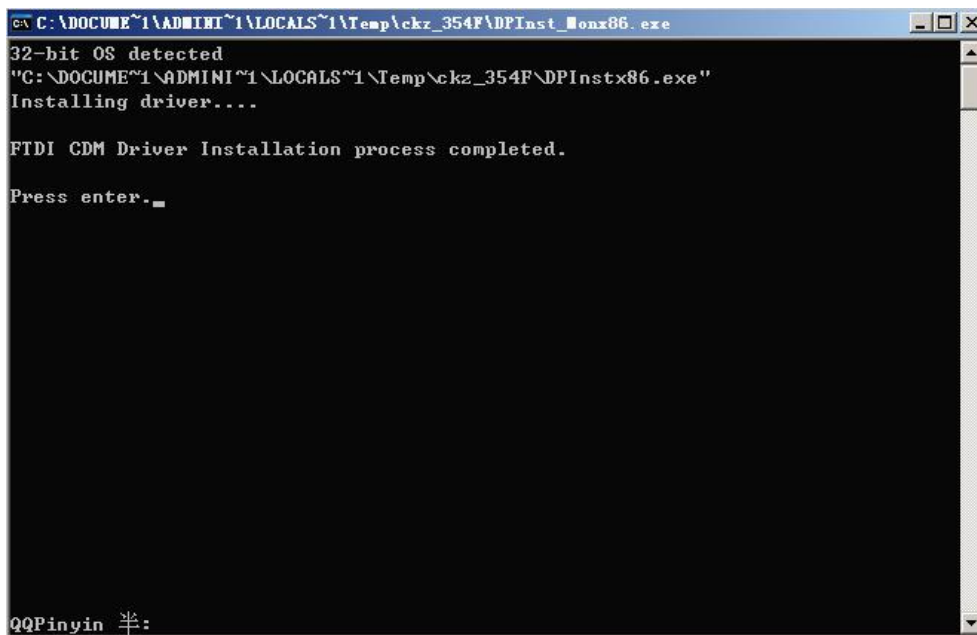 C:\DOCUME~1\ADMINI~1\LOCALS~1\Temp\ckz_354F\DPInst_Monx86.exe
32-bit OS detected
"C:\DOCUME~1\ADMINI~1\LOCALS~1\Temp\ckz_354F\DPInstx86.exe"
Installing driver....
FTDI CDM Driver Installation process completed.
Press enter.
QQPinyin 半: